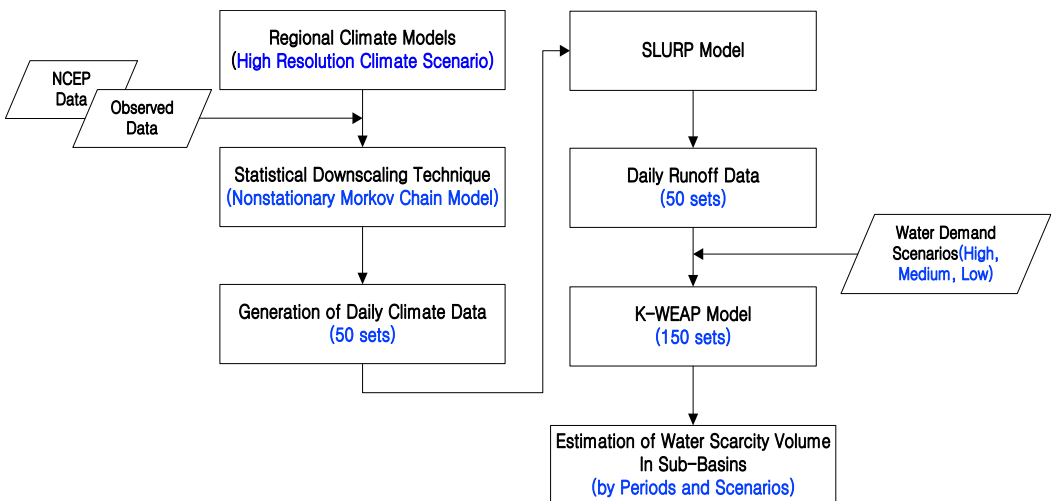 Regional Climate Models
(High Resolution Climate Scenario)
NCEP
Data
Observed
Data
Statistical Downscaling Technique
(Nonstationary Morkov Chain Model)
Generation of Daily Climate Data
(50 sets)
SLURP Model
Daily Runoff Data
(50 sets)
Water Demand
Scenarios(High,
Medium, Low)
K-WEAP Model
(150 sets)
Estimation of Water Scarcity Volume
In Sub-Basins
(by Periods and Scenarios)